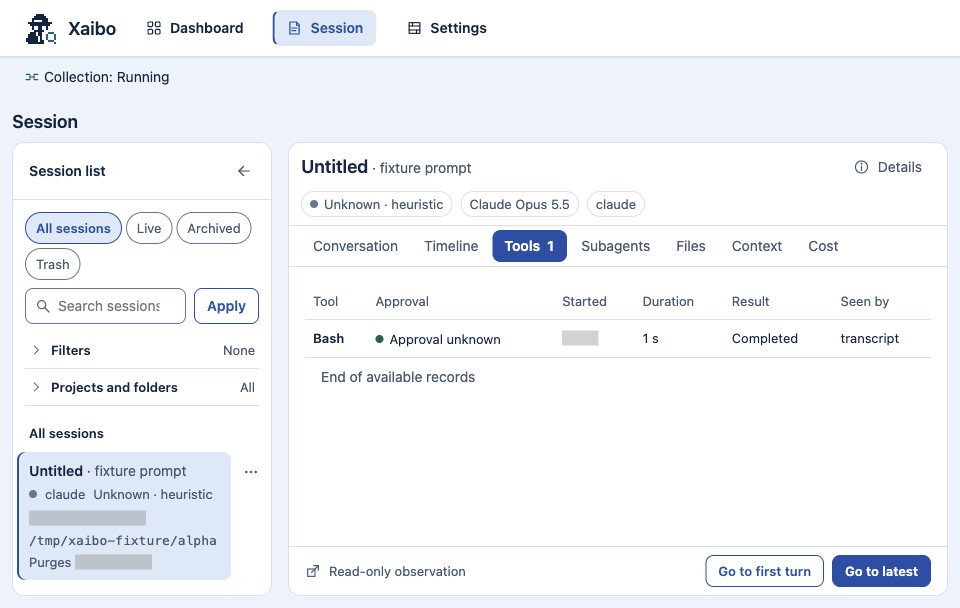 Xaibo Dashboard Session Settings
Collection: Running
Session
Session list
All sessions Live Archived
Trash
Search sessions Apply
Filters None
Projects and folders All
All sessions
Untitled · fixture prompt ...
claude Unknown · heuristic
/tmp/xaibo-fixture/alpha
Purges
Untitled · fixture prompt Details
Unknown · heuristic Claude Opus 5.5 claude
Conversation Timeline Tools 1 Subagents Files Context Cost
Tool Approval Started Duration Result Seen by
Bash Approval unknown 1 s Completed transcript
End of available records
Read-only observation Go to first turn Go to latest